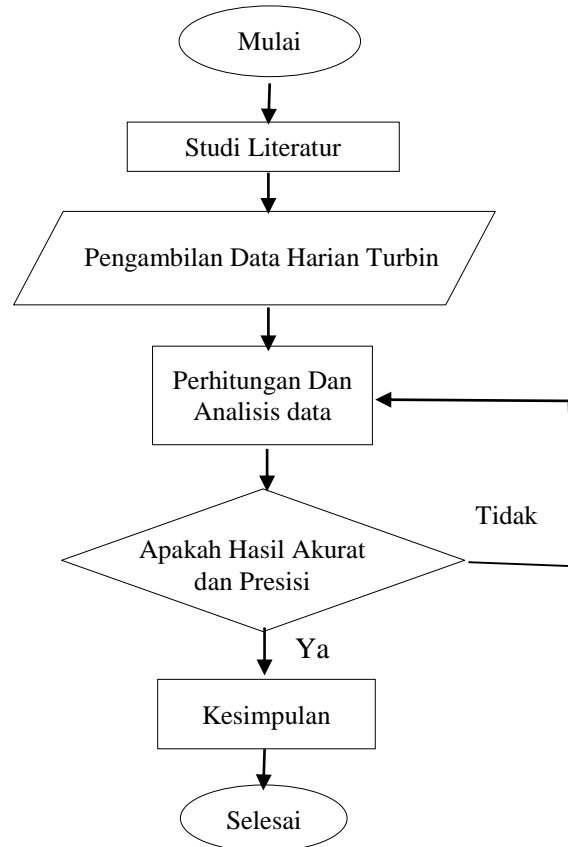 Mulai
Studi Literatur
Pengambilan Data Harian Turbin
Perhitungan Dan
Analisis data
Tidak
Apakah Hasil Akurat
dan Presisi
Ya
Kesimpulan
Selesai